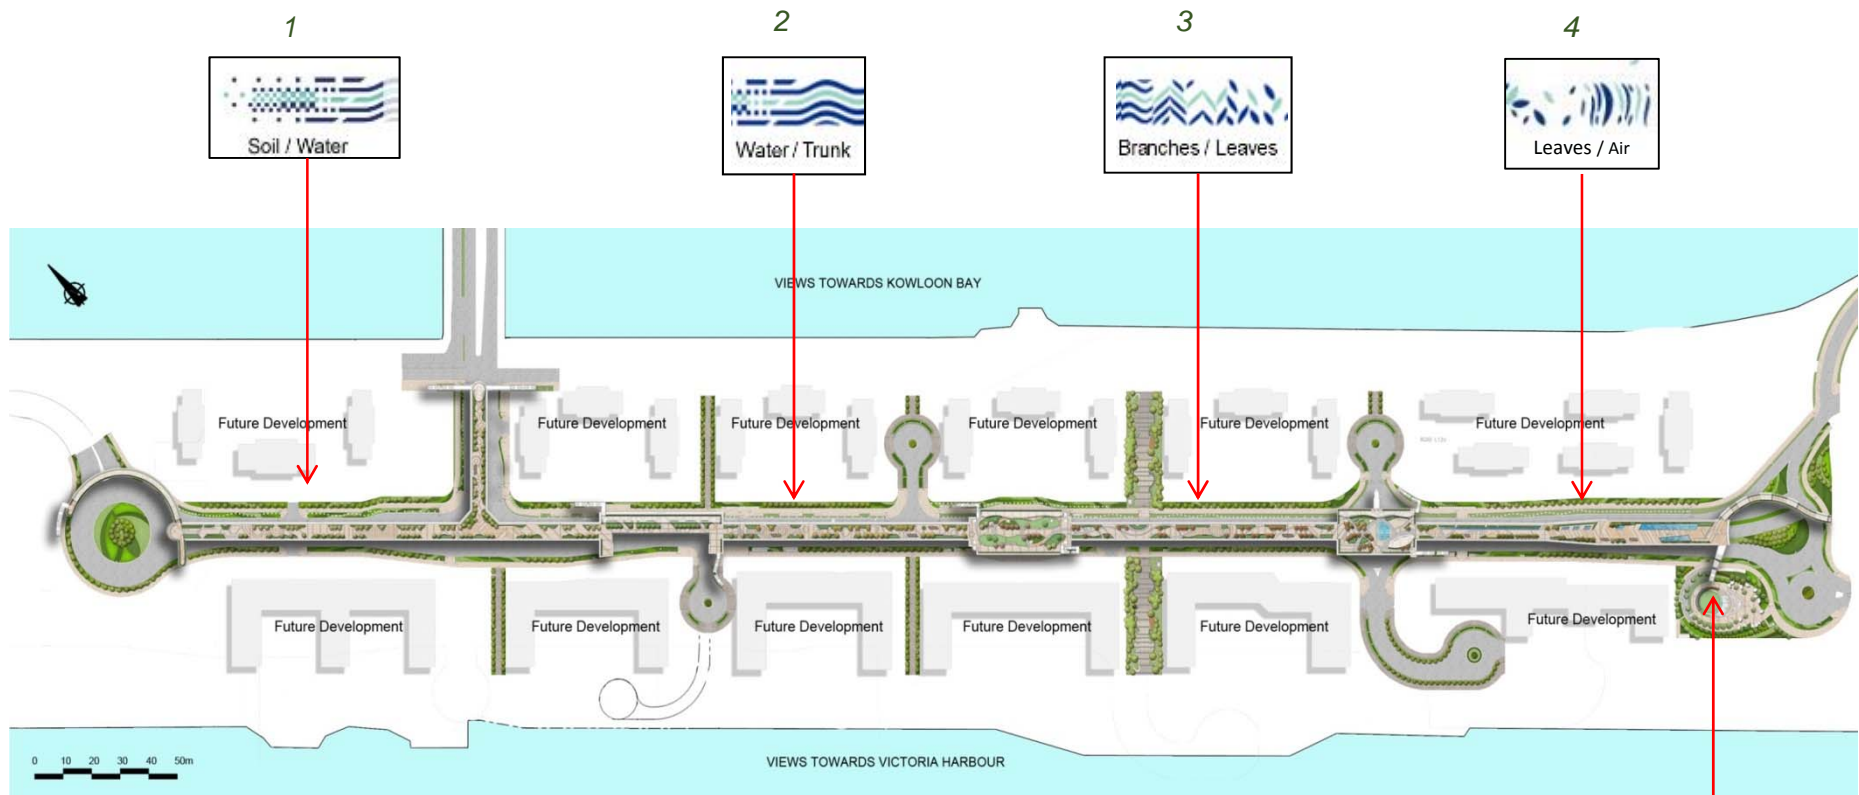 1
2
3
4
Soil / Water
Water / Trunk
Branches / Leaves
Leaves / Air
VIEWS TOWARDS KOWLOON BAY
Future Development
Future Development
Future Development
Future Development
Future Development
Future Development
Future Development
Future Development
Future Development
Future Development
Future Development
Future Development
0 10 20 30 40 50m
VIEWS TOWARDS VICTORIA HARBOUR